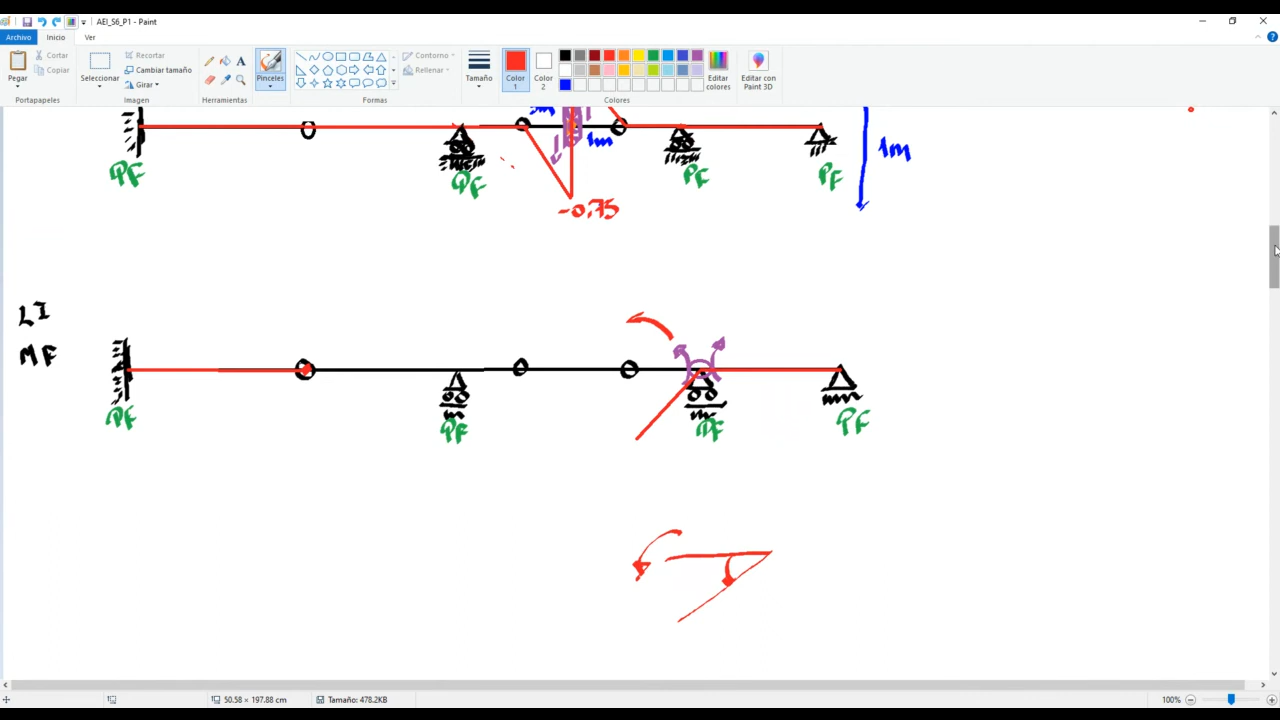 AEI_S6_P1 - Paint
Archivo Inicio Ver
Pegar
Cortar
Copiar
Portapapeles
Seleccionar
Recortar
Cambiar tamaño
Girar
Imagen
A
Herramientas
Pinceles
Contorno
Rellenar
Formas
Tamaño
Color 1
Color 2
Editar colores
Editar con Paint 3D
Colores
1m
1m
PF
PF
PF
PF
-0.75
LI
MF
PF
PF
PF
PF
50.58 × 197.88 cm
Tamaño: 478.2KB
100%